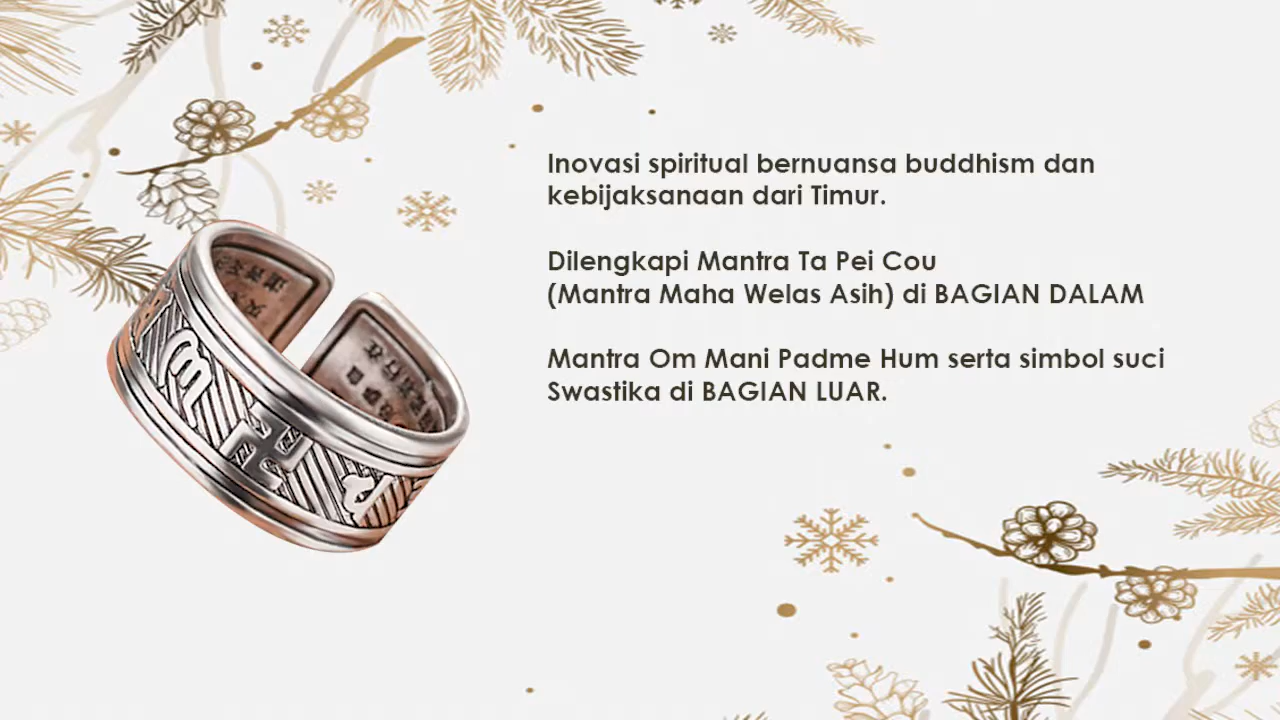 Inovasi spiritual bernuansa buddhism dan
kebijaksanaan dari Timur.
Dilengkapi Mantra Ta Pei Cou
(Mantra Maha Welas Asih) di BAGIAN DALAM
Mantra Om Mani Padme Hum serta simbol suci
Swastika di BAGIAN LUAR.